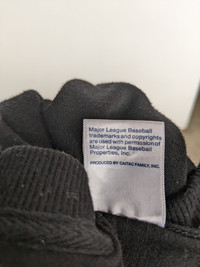 Major League Baseball
trademarks and copyrights
are used with permission of
Major League Baseball
Properties, Inc.
PRODUCED BY CAITAC FAMILY, INC.